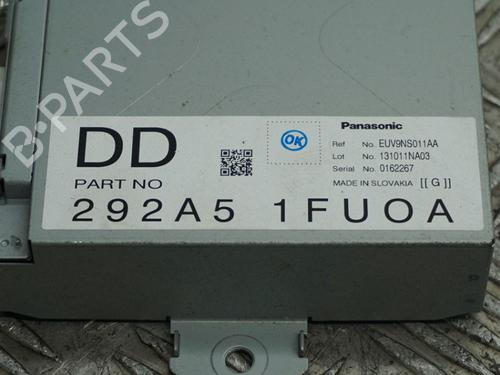 B-PARTS
DD
PART NO
OK
Panasonic
Ref No. EUV9NS011AA
Lot No. 131011NA03
Serial No. 0162267
MADE IN SLOVAKIA [[ G ]]
292A5 1FUOA